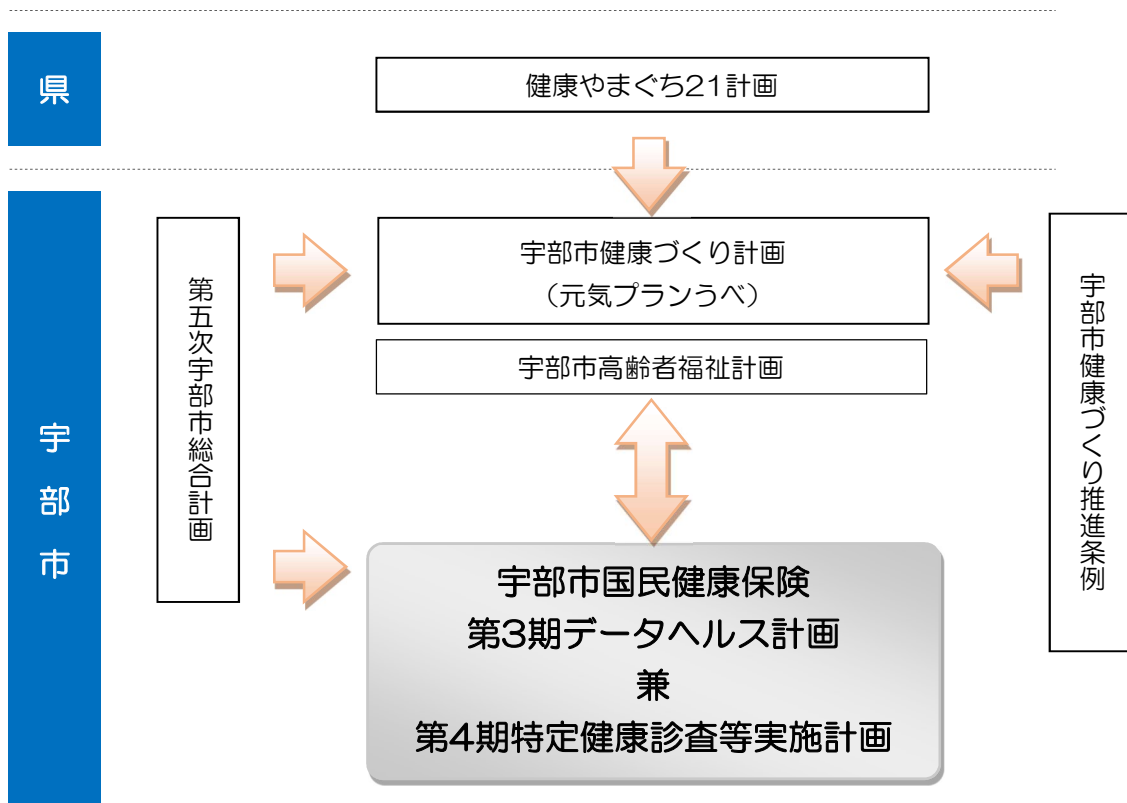 県
健康やまぐち21計画
宇部市
第五次宇部市総合計画
宇部市健康づくり計画
（元気プランうべ）
宇部市高齢者福祉計画
宇部市健康づくり推進条例
宇部市国民健康保険
第3期データヘルス計画
兼
第4期特定健康診査等実施計画